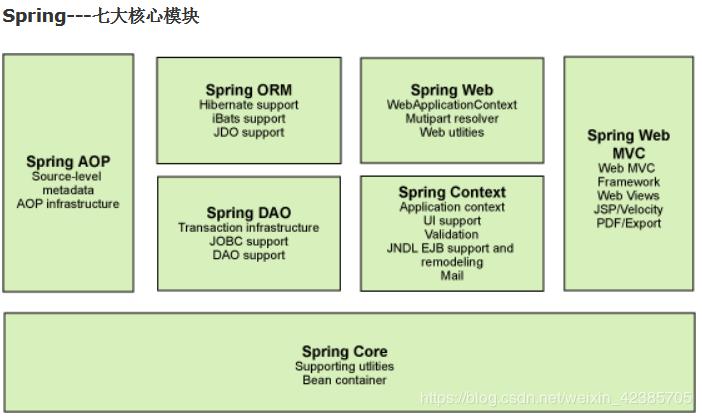 Spring---七大核心模块
Spring AOP
Source-level
metadata
AOP infrastructure
Spring ORM
Hibernate support
iBats support
JDO support
Spring DAO
Transaction infrastructure
JOBC support
DAO support
Spring Web
WebApplicationContext
Mutipart resolver
Web utlities
Spring Context
Application context
UI support
Validation
JNDL EJB support and
remodeling
Mail
Spring Web
MVC
Web MVC
Framework
Web Views
JSP/Velocity
PDF/Export
Spring Core
Supporting utlities
Bean container
https://blog.csdn.net/weixin_42385705